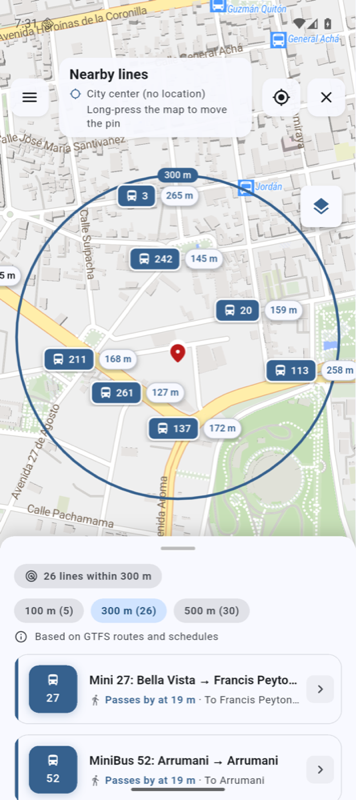 7:31
Avenida Heroínas de la Coronilla
Guzmán Quitón
General Achá
General Achá
Nearby lines
City center (no location)
Long-press the map to move
the pin
Calle José María Santivañez
300 m
3
265 m
Jordán
Calle Suipacha
242
145 m
5 m
20
159 m
211
168 m
113
258 m
261
127 m
137
172 m
Avenida 27 de Agosto
Calle Pachamama
Avenida Aroma
26 lines within 300 m
100 m (5)
300 m (26)
500 m (30)
Based on GTFS routes and schedules
27
Mini 27: Bella Vista → Francis Peyto...
Passes by at 19 m · To Francis Peyton...
52
MiniBus 52: Arrumani → Arrumani
Passes by at 19 m · To Arrumani